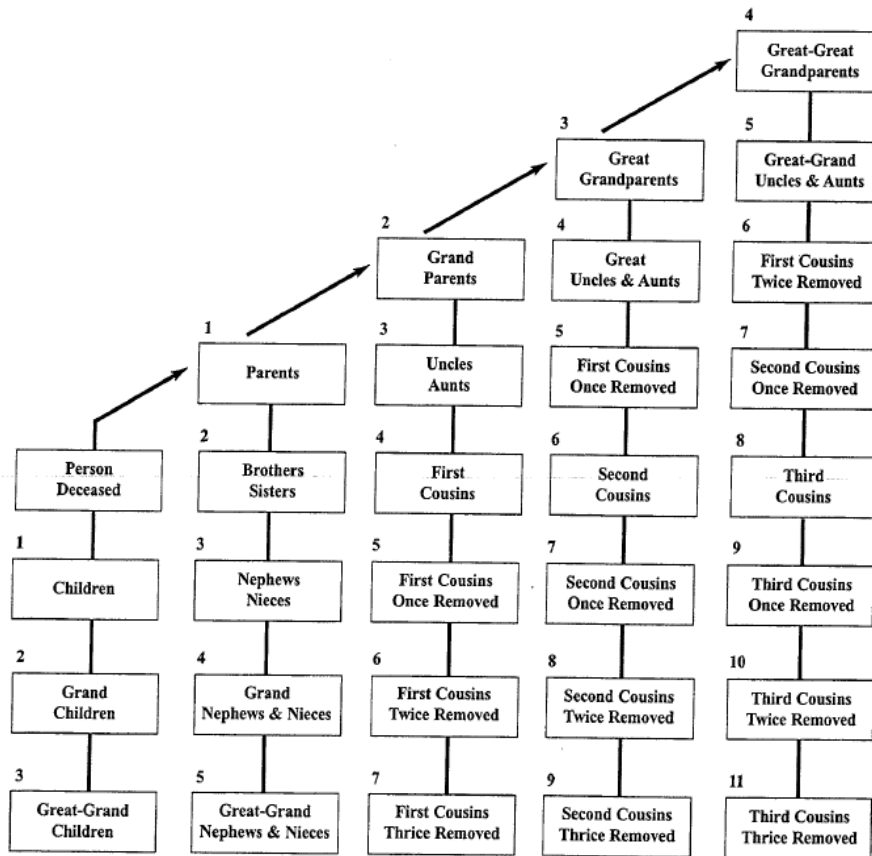 Person
Deceased
1
Children
2
Grand
Children
3
Great-Grand
Children
1
Parents
2
Brothers
Sisters
3
Nephews
Nieces
4
Grand
Nephews & Nieces
5
Great-Grand
Nephews & Nieces
2
Grand
Parents
3
Uncles
Aunts
4
First
Cousins
5
First Cousins
Once Removed
6
First Cousins
Twice Removed
7
First Cousins
Thrice Removed
3
Great
Grandparents
4
Great
Uncles & Aunts
5
First Cousins
Once Removed
6
Second
Cousins
7
Second Cousins
Once Removed
8
Second Cousins
Twice Removed
9
Second Cousins
Thrice Removed
4
Great-Great
Grandparents
5
Great-Grand
Uncles & Aunts
6
First Cousins
Twice Removed
7
Second Cousins
Once Removed
8
Third
Cousins
9
Third Cousins
Once Removed
10
Third Cousins
Twice Removed
11
Third Cousins
Thrice Removed